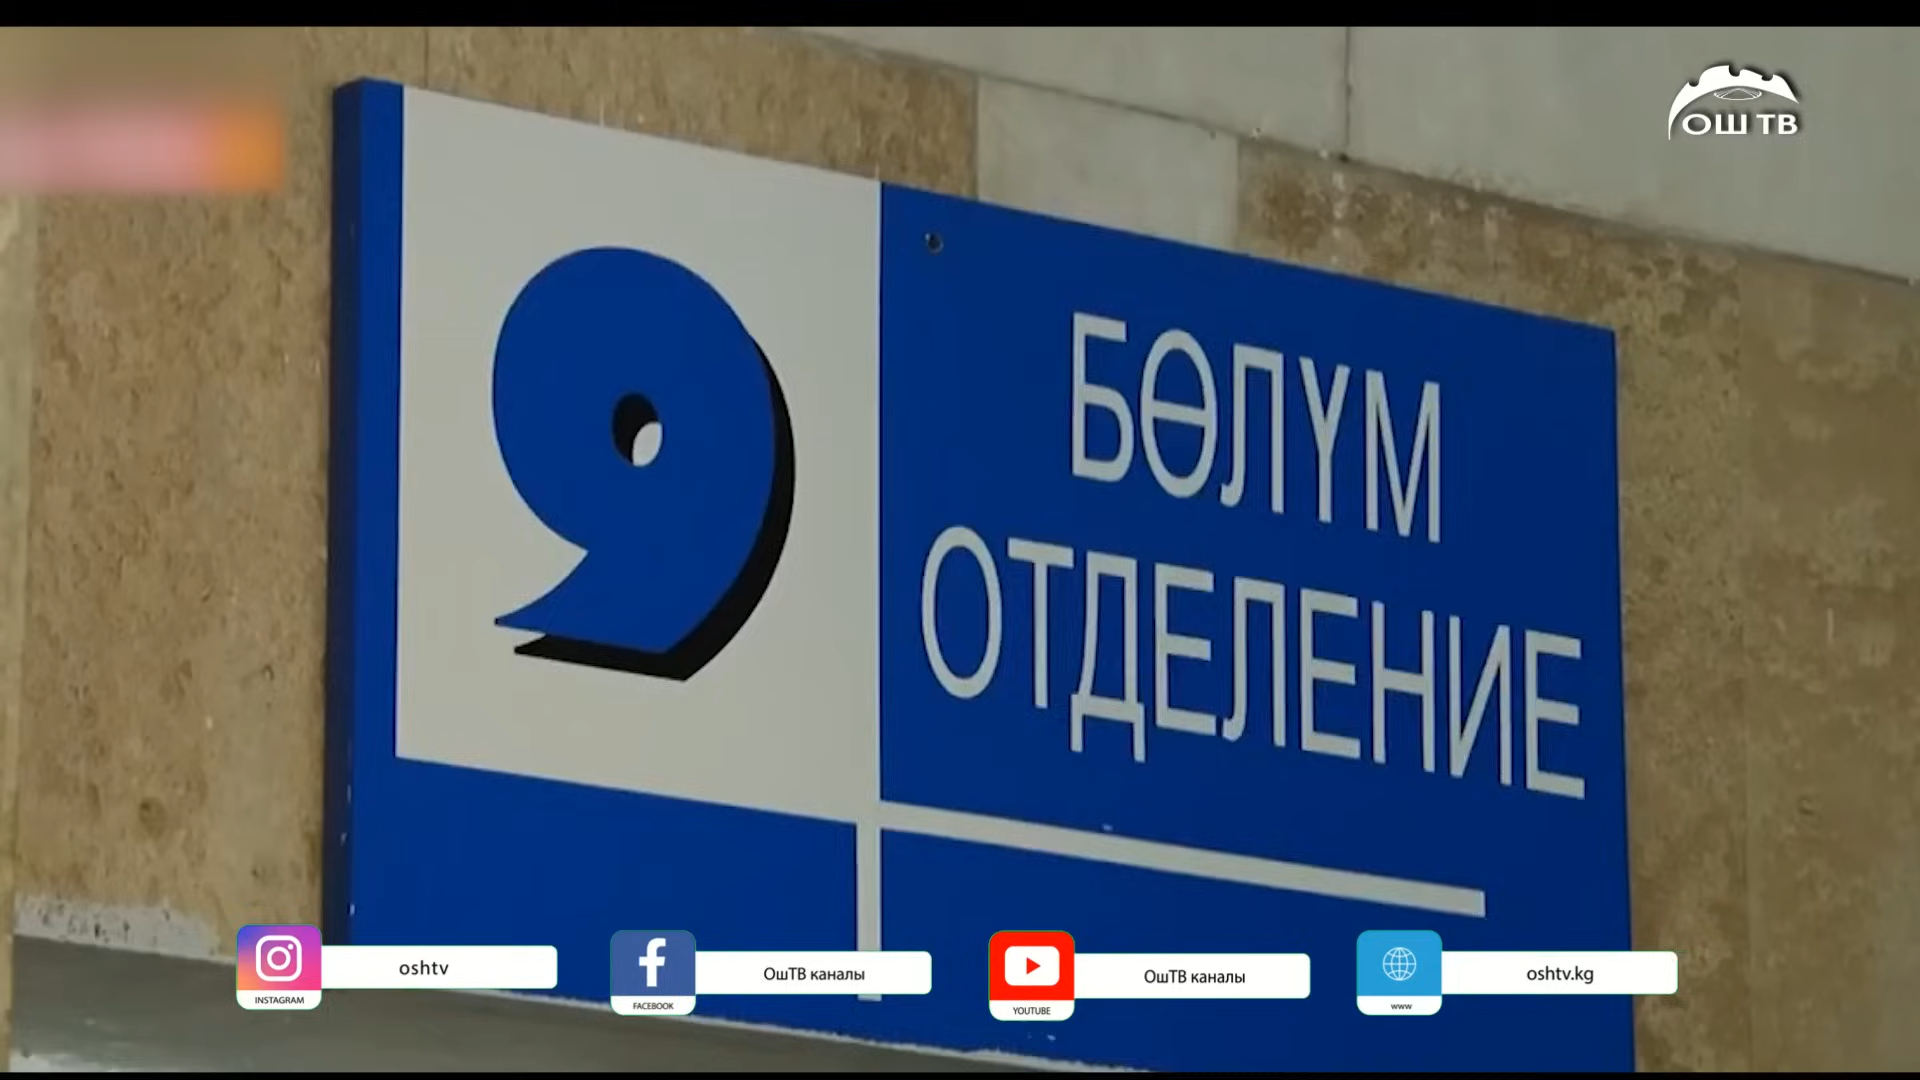 ОШ ТВ
9
БӨЛҮМ
ОТДЕЛЕНИЕ
oshtv
INSTAGRAM
ОшТВ каналы
FACEBOOK
ОшТВ каналы
YOUTUBE
oshtv.kg
www